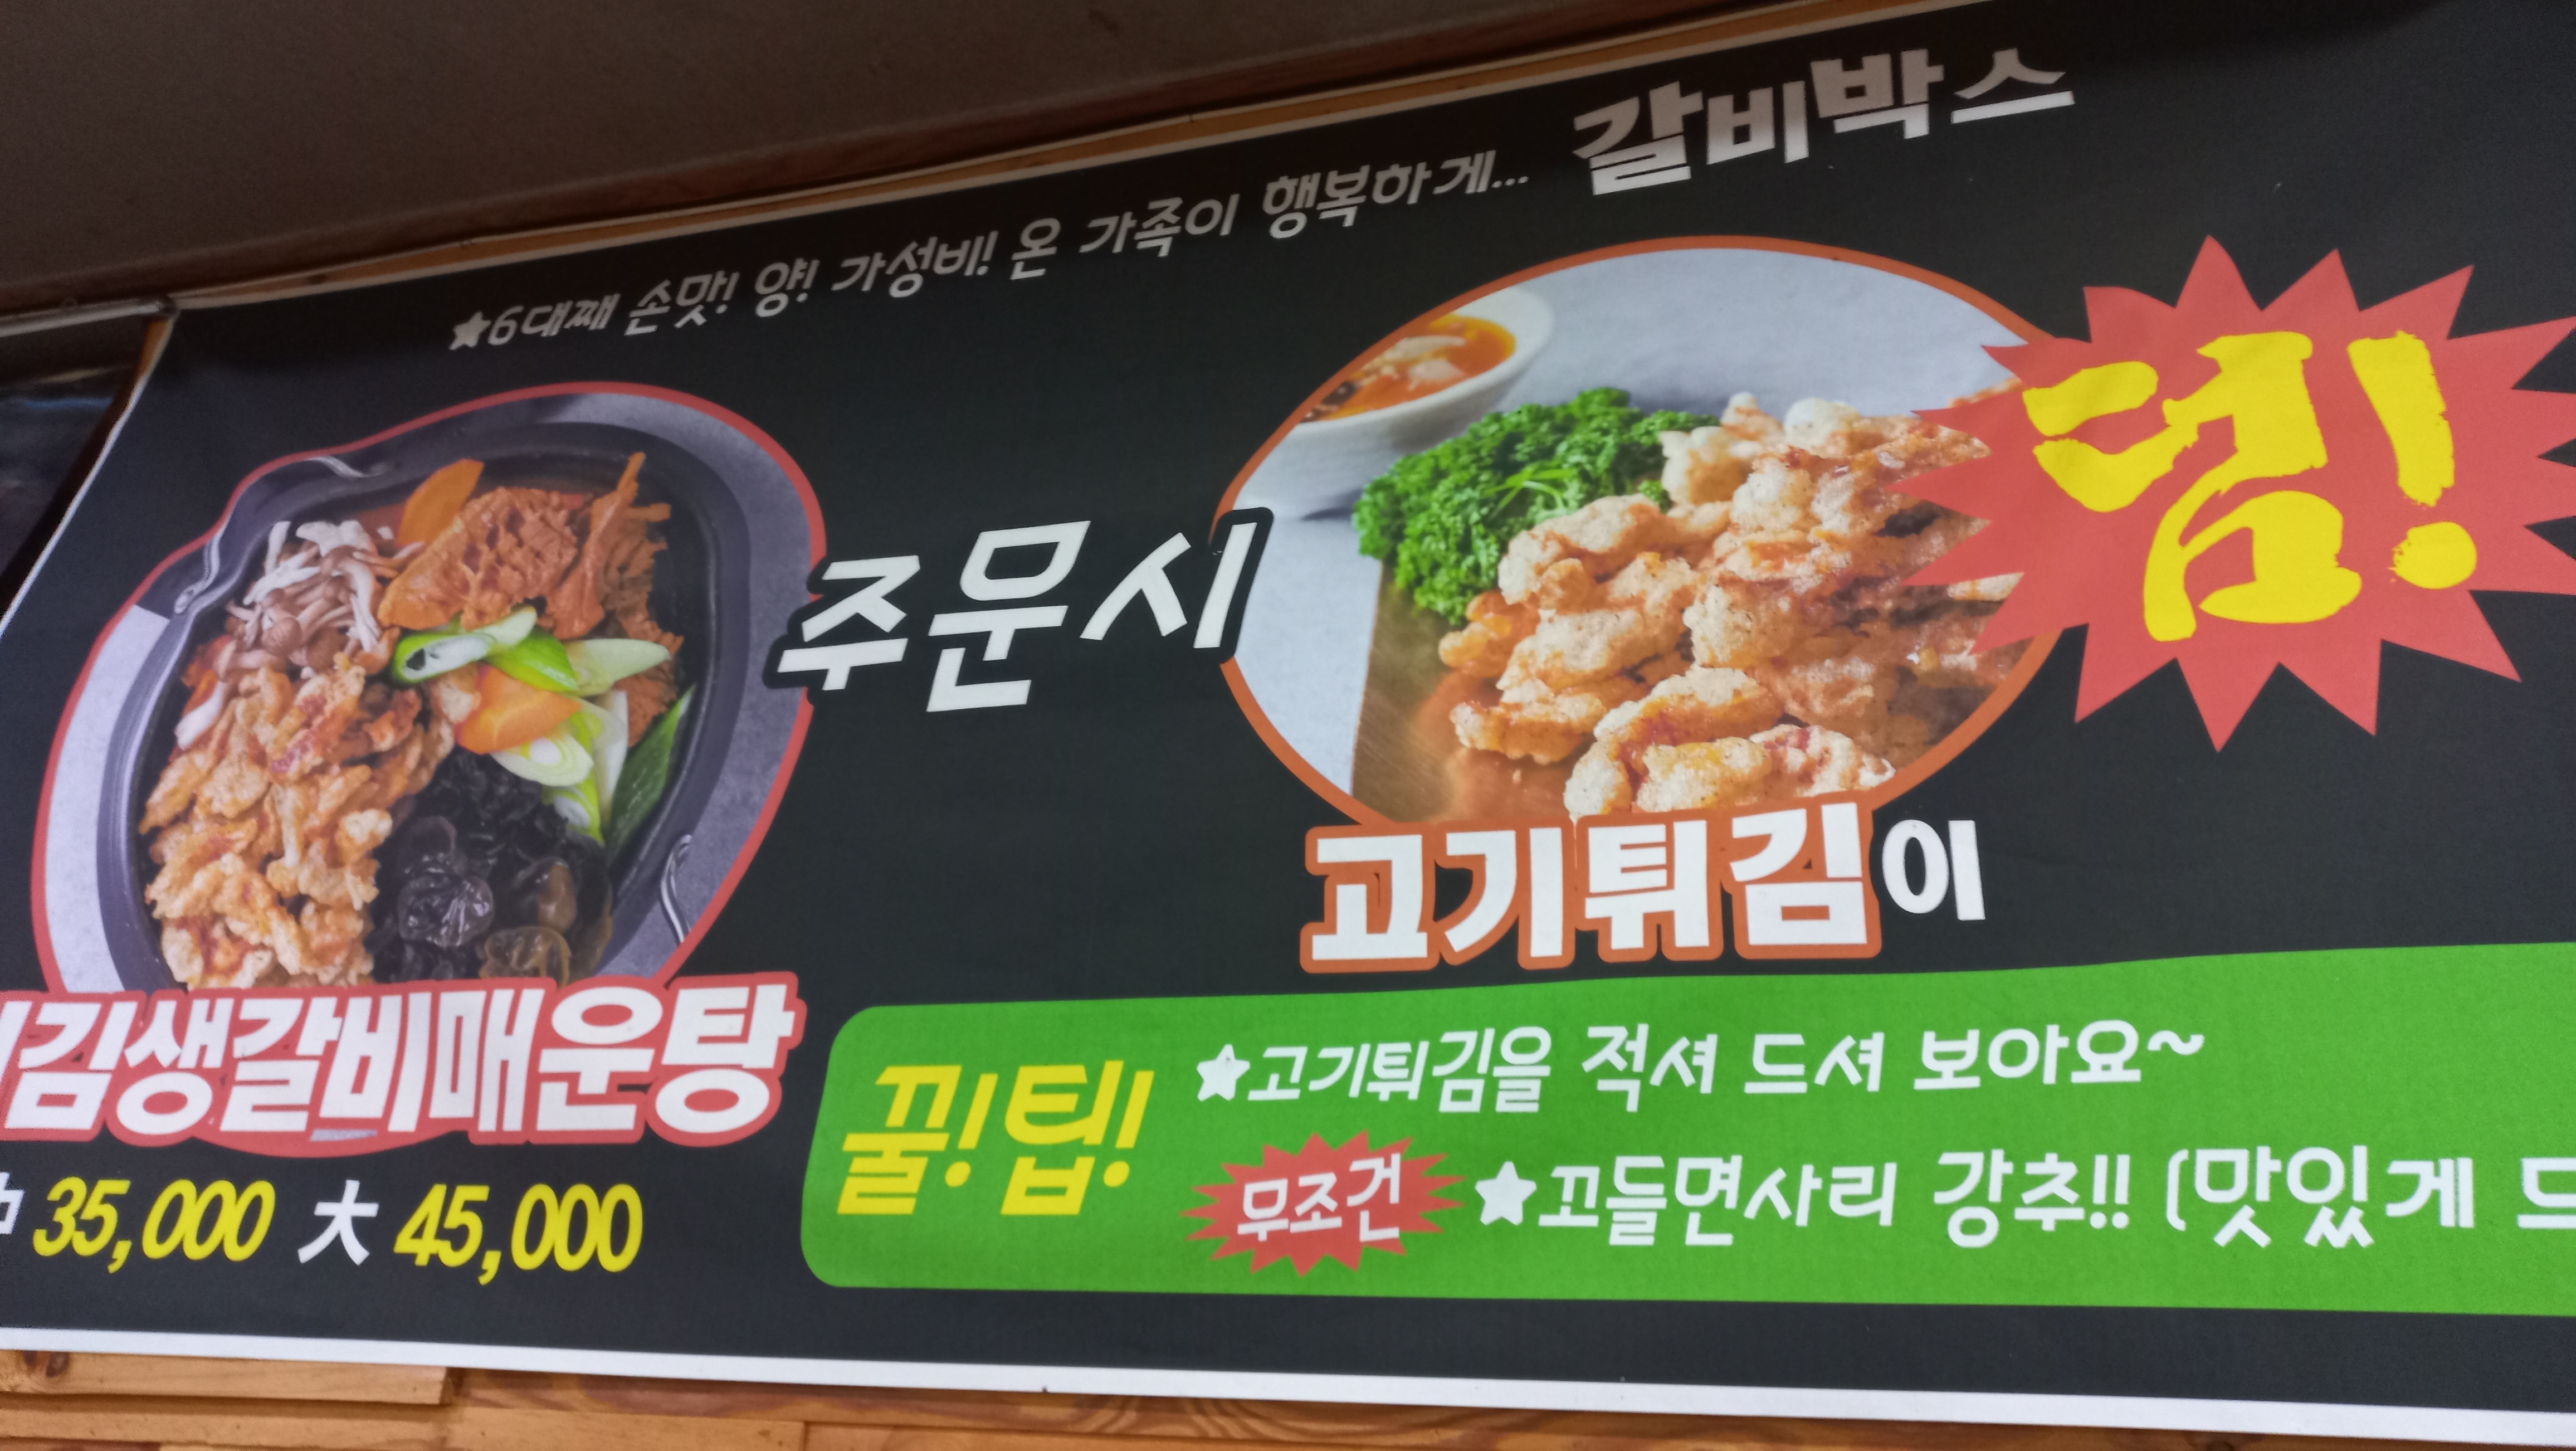 ★6대째 손맛! 양! 가성비! 온 가족이 행복하게... 갈비박스
주문시
덤!
고기튀김이
김생갈비매운탕
中 35,000 大 45,000
꿀! 팁!
★고기튀김을 적셔 드셔 보아요~
무조건 ★꼬들면사리 강추!! (맛있게 드